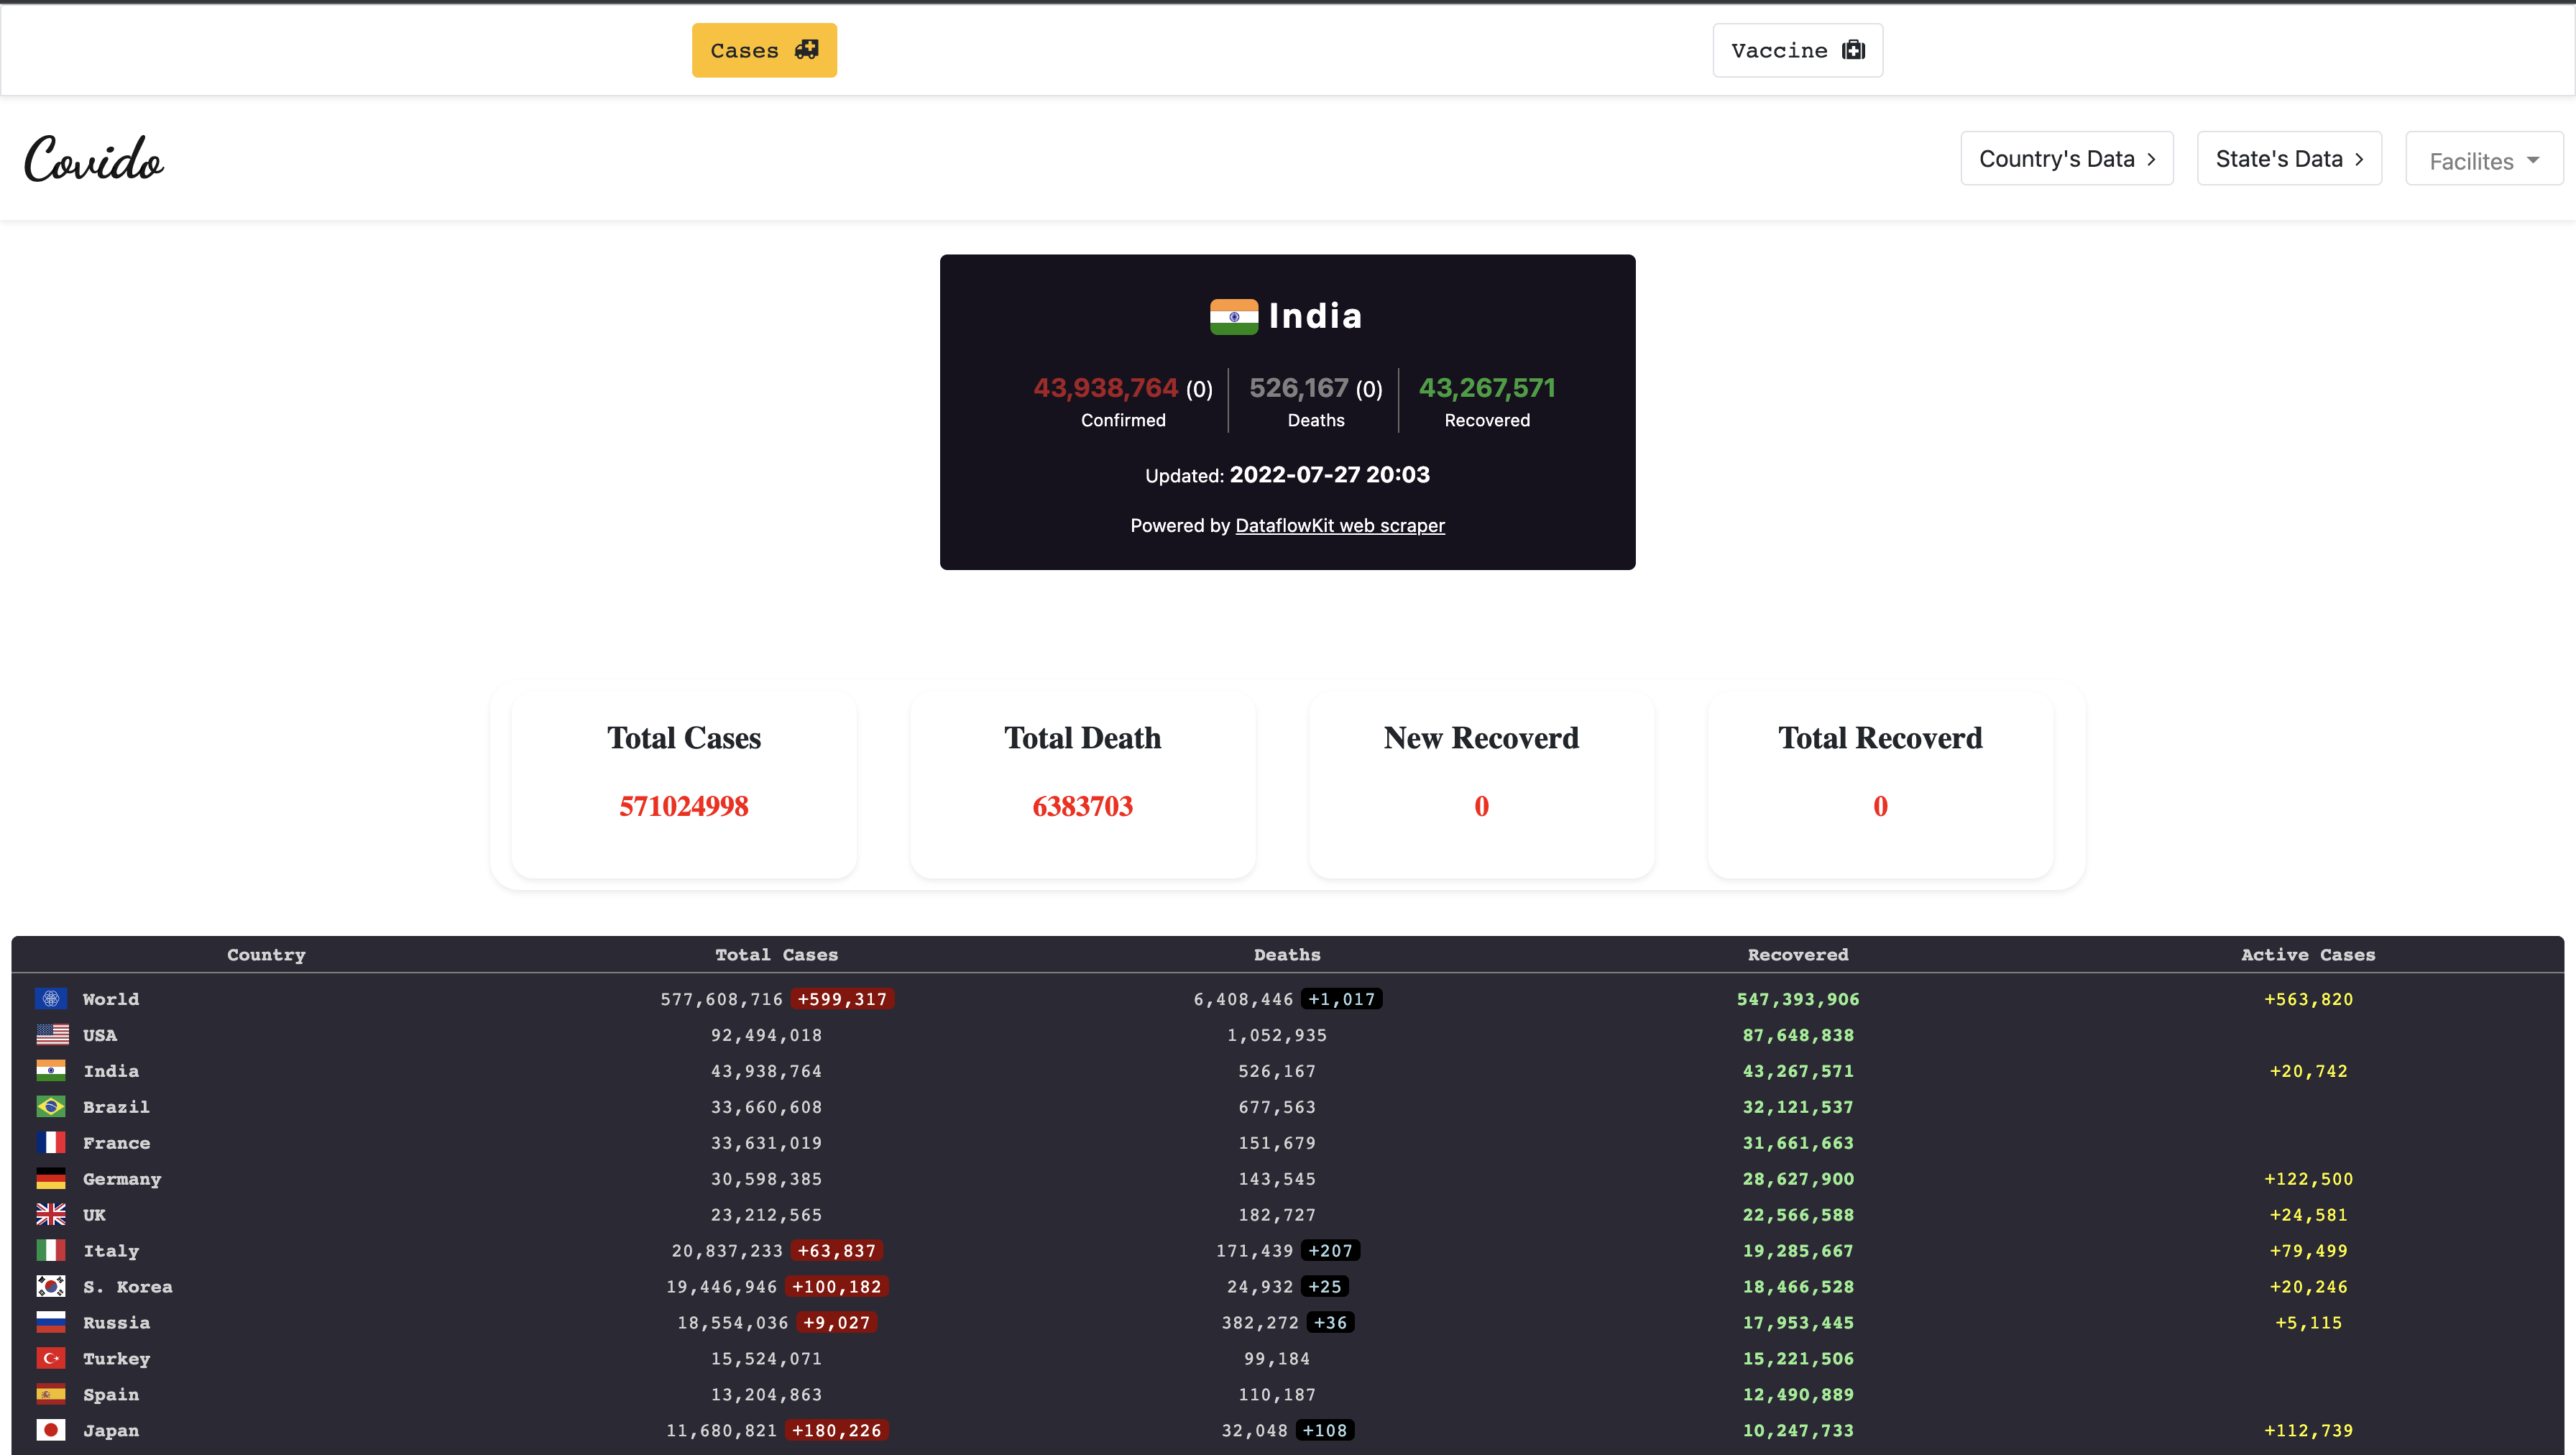 Cases
Vaccine
Covido
Country's Data
State's Data
Facilites
India
43,938,764 (0) 526,167 (0) 43,267,571
Confirmed Deaths Recovered
Updated: 2022-07-27 20:03
Powered by DataflowKit web scraper
Total Cases Total Death New Recoverd Total Recoverd
571024998 6383703 0 0
Country Total Cases Deaths Recovered Active Cases
World 577,608,716 +599,317 6,408,446 +1,017 547,393,906 +563,820
USA 92,494,018 1,052,935 87,648,838
India 43,938,764 526,167 43,267,571 +20,742
Brazil 33,660,608 677,563 32,121,537
France 33,631,019 151,679 31,661,663
Germany 30,598,385 143,545 28,627,900 +122,500
UK 23,212,565 182,727 22,566,588 +24,581
Italy 20,837,233 +63,837 171,439 +207 19,285,667 +79,499
S. Korea 19,446,946 +100,182 24,932 +25 18,466,528 +20,246
Russia 18,554,036 +9,027 382,272 +36 17,953,445 +5,115
Turkey 15,524,071 99,184 15,221,506
Spain 13,204,863 110,187 12,490,889
Japan 11,680,821 +180,226 32,048 +108 10,247,733 +112,739